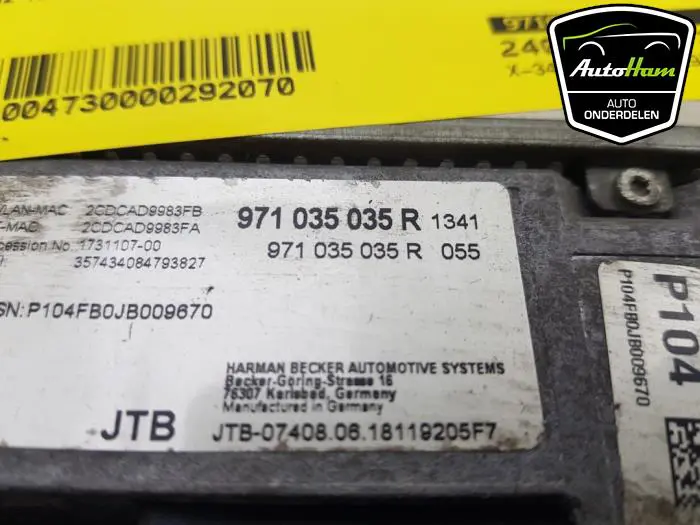 AutoHam
AUTO
ONDERDELEN
0047300000292070
LAN-MAC 2CDCAD9983FB
-MAC 2CDCAD9983FA
cession No. 1731107-00
357434084793827
971 035 035 R 1341
971 035 035 R 055
SN: P104FB0JB009670
HARMAN BECKER AUTOMOTIVE SYSTEMS
Becker-Göring-Strasse 16
76307 Karlsbad, Germany
Manufactured in Germany
JTB
JTB-07408.06.18119205F7
P104
P104FB0JB009670